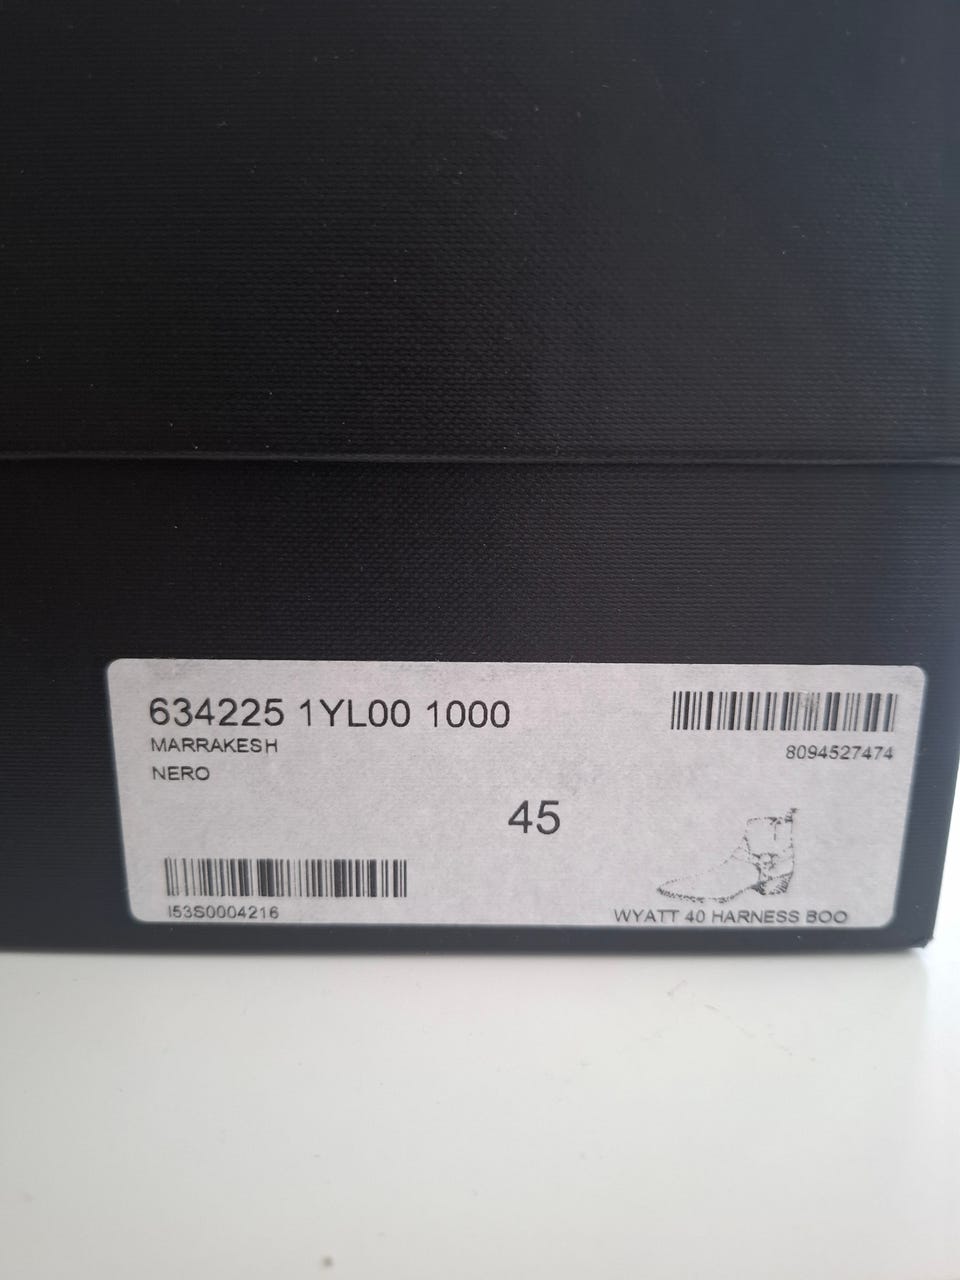 634225 1YL00 1000
MARRAKESH
NERO
8094527474
45
I53S0004216
WYATT 40 HARNESS BOO